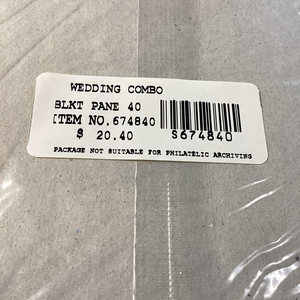 WEDDING COMBO
BLKT PANE 40
ITEM NO.674840
$ 20.40
S674840
PACKAGE NOT SUITABLE FOR PHILATELIC ARCHIVING